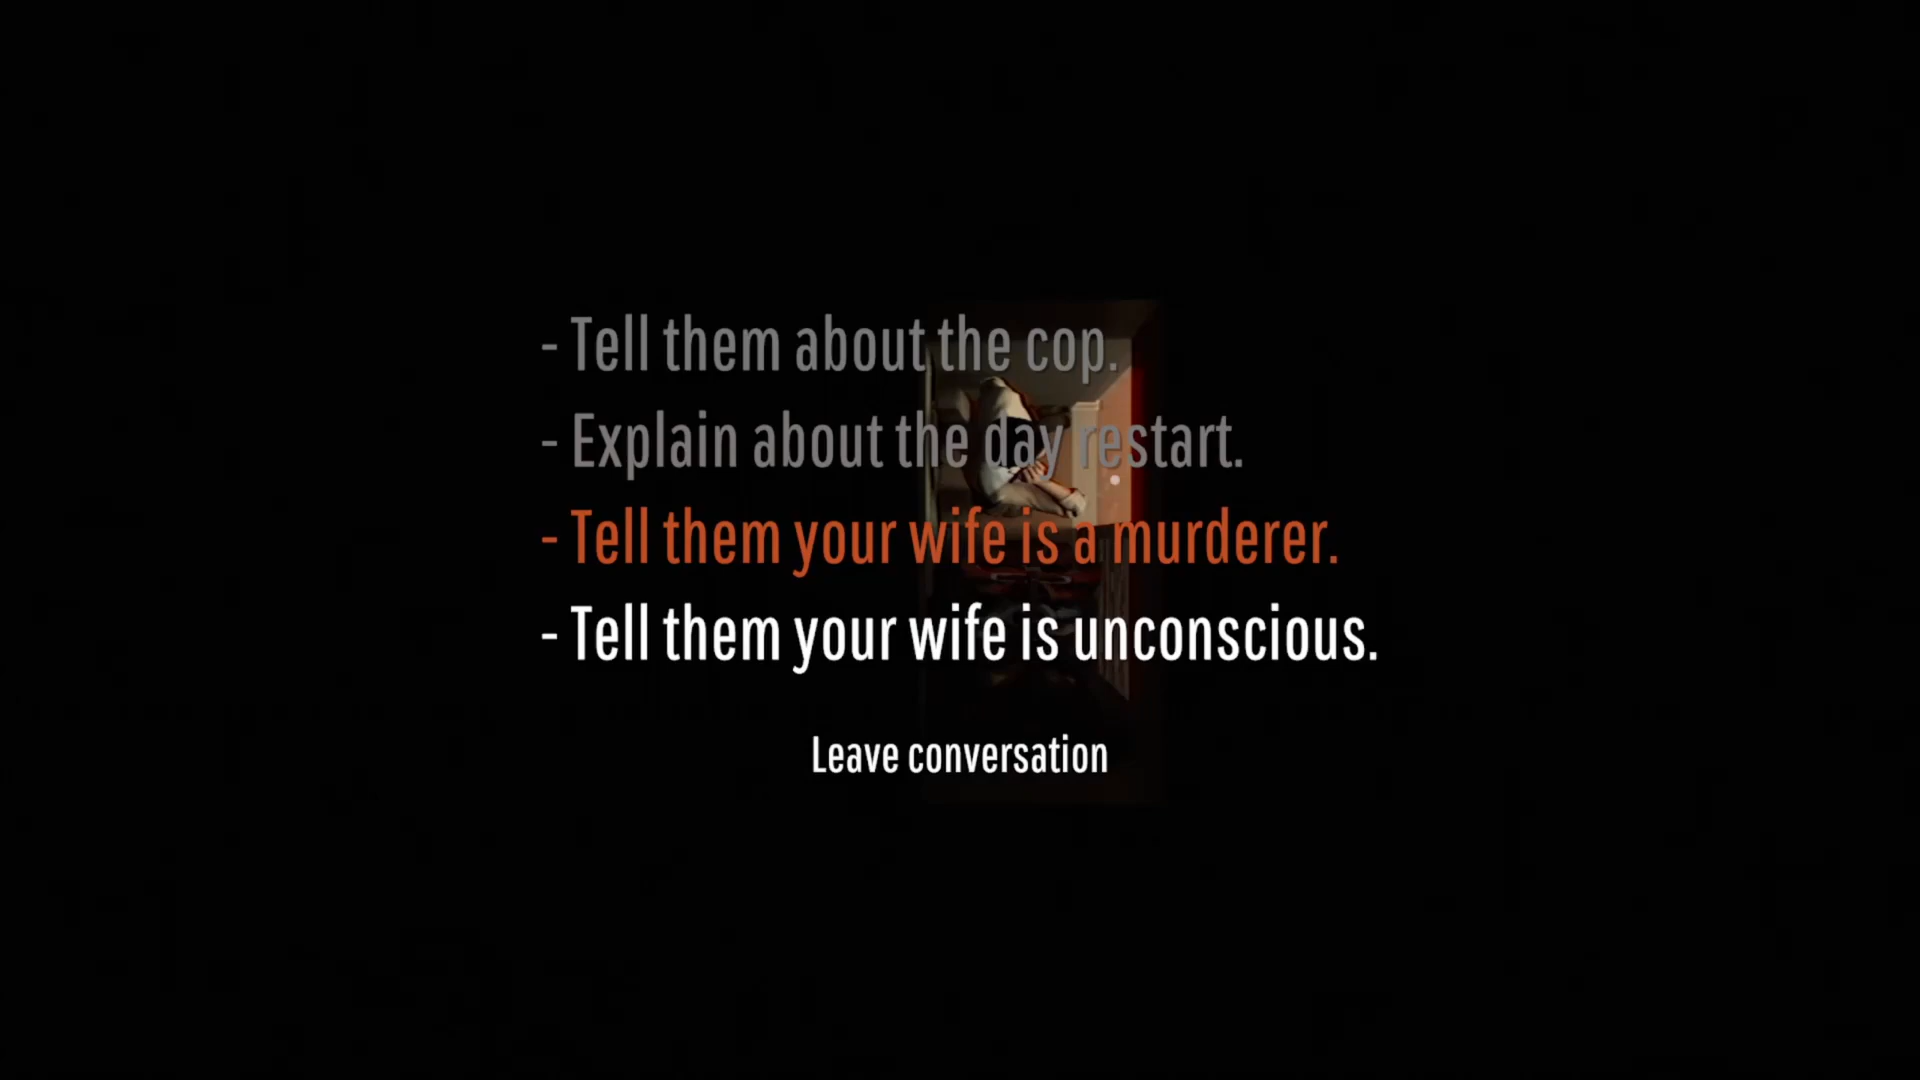 - Tell them about the cop.
- Explain about the day restart.
- Tell them your wife is a murderer.
- Tell them your wife is unconscious.
Leave conversation